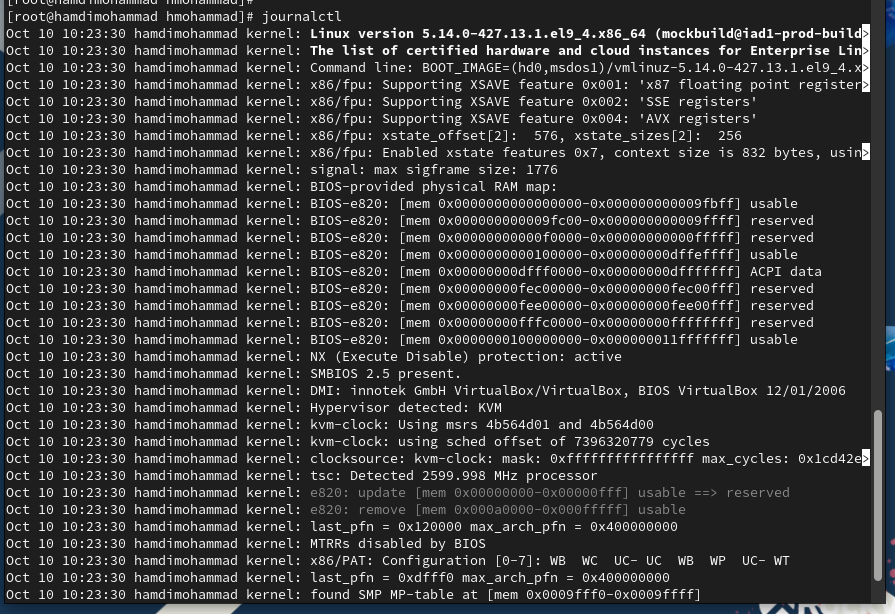 [root@hamdimohammad hmohammad]#
[root@hamdimohammad hmohammad]# journalctl
Oct 10 10:23:30 hamdimohammad kernel: Linux version 5.14.0-427.13.1.el9_4.x86_64 (mockbuild@iad1-prod-build>
Oct 10 10:23:30 hamdimohammad kernel: The list of certified hardware and cloud instances for Enterprise Lin>
Oct 10 10:23:30 hamdimohammad kernel: Command line: BOOT_IMAGE=(hd0,msdos1)/vmlinuz-5.14.0-427.13.1.el9_4.x>
Oct 10 10:23:30 hamdimohammad kernel: x86/fpu: Supporting XSAVE feature 0x001: 'x87 floating point register>
Oct 10 10:23:30 hamdimohammad kernel: x86/fpu: Supporting XSAVE feature 0x002: 'SSE registers'
Oct 10 10:23:30 hamdimohammad kernel: x86/fpu: Supporting XSAVE feature 0x004: 'AVX registers'
Oct 10 10:23:30 hamdimohammad kernel: x86/fpu: xstate_offset[2]:  576, xstate_sizes[2]:  256
Oct 10 10:23:30 hamdimohammad kernel: x86/fpu: Enabled xstate features 0x7, context size is 832 bytes, usin>
Oct 10 10:23:30 hamdimohammad kernel: signal: max sigframe size: 1776
Oct 10 10:23:30 hamdimohammad kernel: BIOS-provided physical RAM map:
Oct 10 10:23:30 hamdimohammad kernel: BIOS-e820: [mem 0x0000000000000000-0x000000000009fbff] usable
Oct 10 10:23:30 hamdimohammad kernel: BIOS-e820: [mem 0x000000000009fc00-0x000000000009ffff] reserved
Oct 10 10:23:30 hamdimohammad kernel: BIOS-e820: [mem 0x00000000000f0000-0x00000000000fffff] reserved
Oct 10 10:23:30 hamdimohammad kernel: BIOS-e820: [mem 0x0000000000100000-0x00000000dffeffff] usable
Oct 10 10:23:30 hamdimohammad kernel: BIOS-e820: [mem 0x00000000dfff0000-0x00000000dfffffff] ACPI data
Oct 10 10:23:30 hamdimohammad kernel: BIOS-e820: [mem 0x00000000fec00000-0x00000000fec00fff] reserved
Oct 10 10:23:30 hamdimohammad kernel: BIOS-e820: [mem 0x00000000fee00000-0x00000000fee00fff] reserved
Oct 10 10:23:30 hamdimohammad kernel: BIOS-e820: [mem 0x00000000fffc0000-0x00000000ffffffff] reserved
Oct 10 10:23:30 hamdimohammad kernel: BIOS-e820: [mem 0x0000000100000000-0x000000011fffffff] usable
Oct 10 10:23:30 hamdimohammad kernel: NX (Execute Disable) protection: active
Oct 10 10:23:30 hamdimohammad kernel: SMBIOS 2.5 present.
Oct 10 10:23:30 hamdimohammad kernel: DMI: innotek GmbH VirtualBox/VirtualBox, BIOS VirtualBox 12/01/2006
Oct 10 10:23:30 hamdimohammad kernel: Hypervisor detected: KVM
Oct 10 10:23:30 hamdimohammad kernel: kvm-clock: Using msrs 4b564d01 and 4b564d00
Oct 10 10:23:30 hamdimohammad kernel: kvm-clock: using sched offset of 7396320779 cycles
Oct 10 10:23:30 hamdimohammad kernel: clocksource: kvm-clock: mask: 0xffffffffffffffff max_cycles: 0x1cd42e>
Oct 10 10:23:30 hamdimohammad kernel: tsc: Detected 2599.998 MHz processor
Oct 10 10:23:30 hamdimohammad kernel: e820: update [mem 0x00000000-0x00000fff] usable ==> reserved
Oct 10 10:23:30 hamdimohammad kernel: e820: remove [mem 0x000a0000-0x000fffff] usable
Oct 10 10:23:30 hamdimohammad kernel: last_pfn = 0x120000 max_arch_pfn = 0x400000000
Oct 10 10:23:30 hamdimohammad kernel: MTRRs disabled by BIOS
Oct 10 10:23:30 hamdimohammad kernel: x86/PAT: Configuration [0-7]: WB  WC  UC- UC  WB  WP  UC- WT
Oct 10 10:23:30 hamdimohammad kernel: last_pfn = 0xdfff0 max_arch_pfn = 0x400000000
Oct 10 10:23:30 hamdimohammad kernel: found SMP MP-table at [mem 0x0009fff0-0x0009ffff]